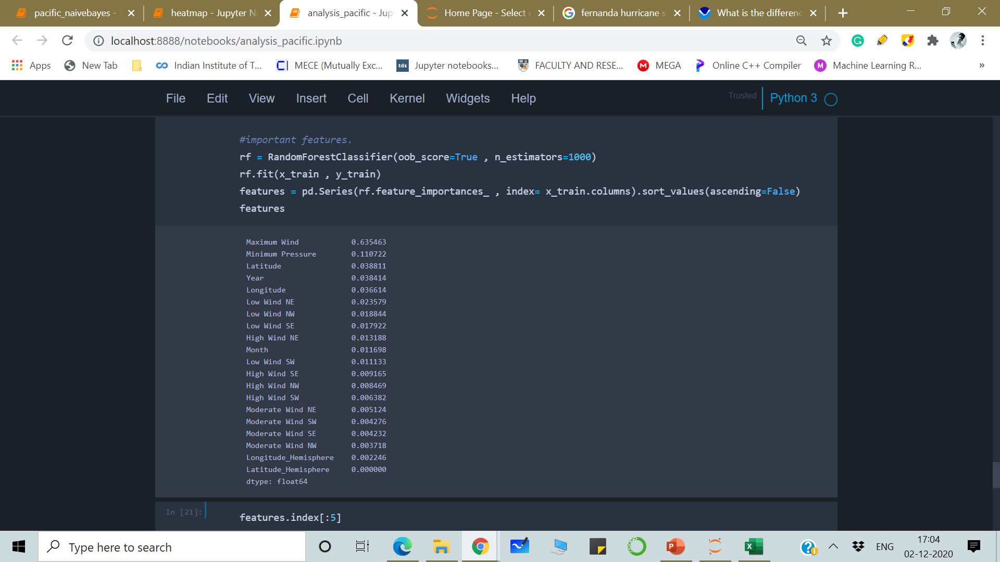 pacific_naivebayes -
heatmap - Jupyter N
analysis_pacific - Jup
Home Page - Select
fernanda hurricane s
What is the differenc
localhost:8888/notebooks/analysis_pacific.ipynb
Apps
New Tab
Indian Institute of T...
MECE (Mutually Exc...
tds
Jupyter notebooks...
FACULTY AND RESE...
MEGA
Online C++ Compiler
Machine Learning R...
»
File Edit View Insert Cell Kernel Widgets Help
Trusted
Python 3
#important features.
rf = RandomForestClassifier(oob_score=True , n_estimators=1000)
rf.fit(x_train , y_train)
features = pd.Series(rf.feature_importances_ , index= x_train.columns).sort_values(ascending=False)
features
Maximum Wind 0.635463
Minimum Pressure 0.110722
Latitude 0.038811
Year 0.038414
Longitude 0.036614
Low Wind NE 0.023579
Low Wind NW 0.018844
Low Wind SE 0.017922
High Wind NE 0.013188
Month 0.011698
Low Wind SW 0.011133
High Wind SE 0.009165
High Wind NW 0.008469
High Wind SW 0.006382
Moderate Wind NE 0.005124
Moderate Wind SW 0.004276
Moderate Wind SE 0.004232
Moderate Wind NW 0.003718
Longitude_Hemisphere 0.002246
Latitude_Hemisphere 0.000000
dtype: float64
In [21]:
features.index[:5]
Type here to search
ENG
17:04
02-12-2020